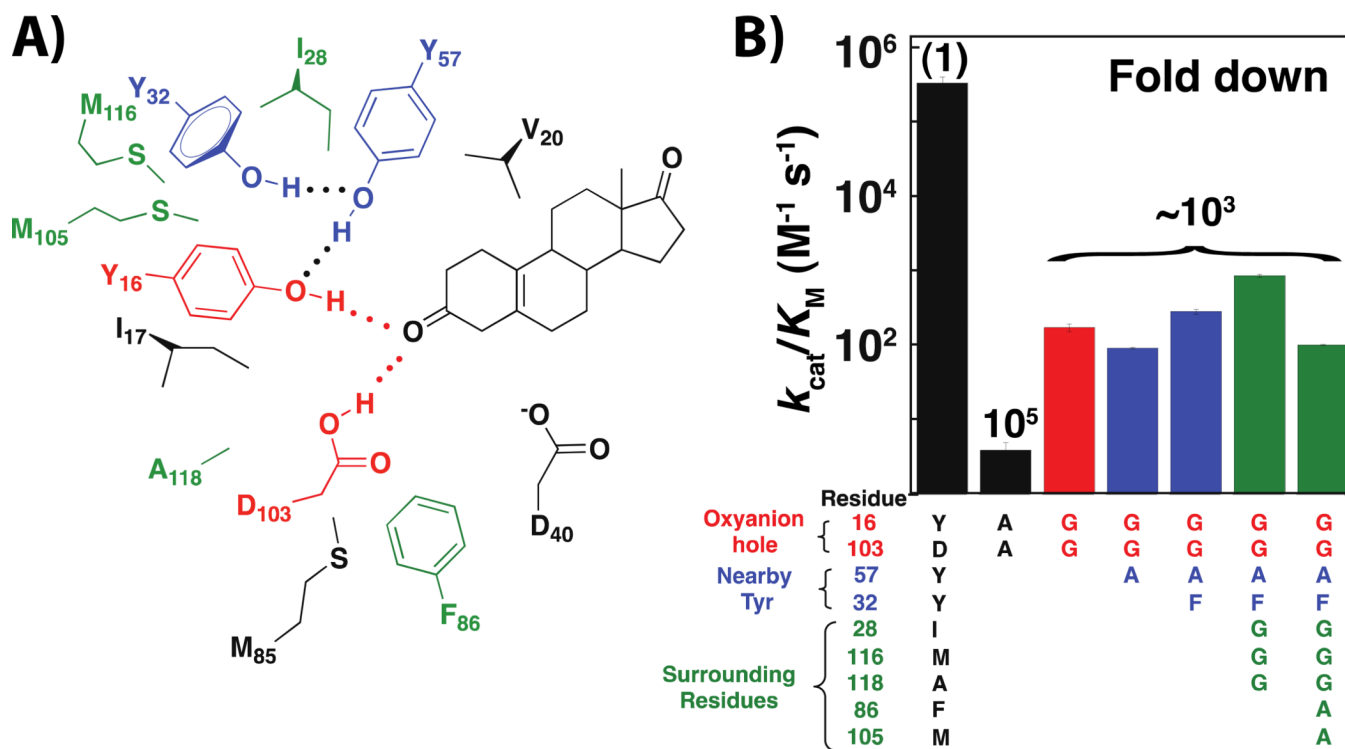 A)
I28
Y57
Y32
M116
V20
S
O
O H
O
M105
S
H
Y16
O H
O
I17
H
O
-O
O
O
A118
D103
D40
S
F86
M85
B)
10^6
(1)
Fold down
10^4
~10^3
10^2
10^5
kcat/KM (M^-1 s^-1)
Residue
Oxyanion hole
16 Y A G G G G G
103 D A G G G G G
Nearby Tyr
57 Y A A A A
32 Y F F F
Surrounding Residues
28 I G G
116 M G G
118 A G G
86 F A
105 M A